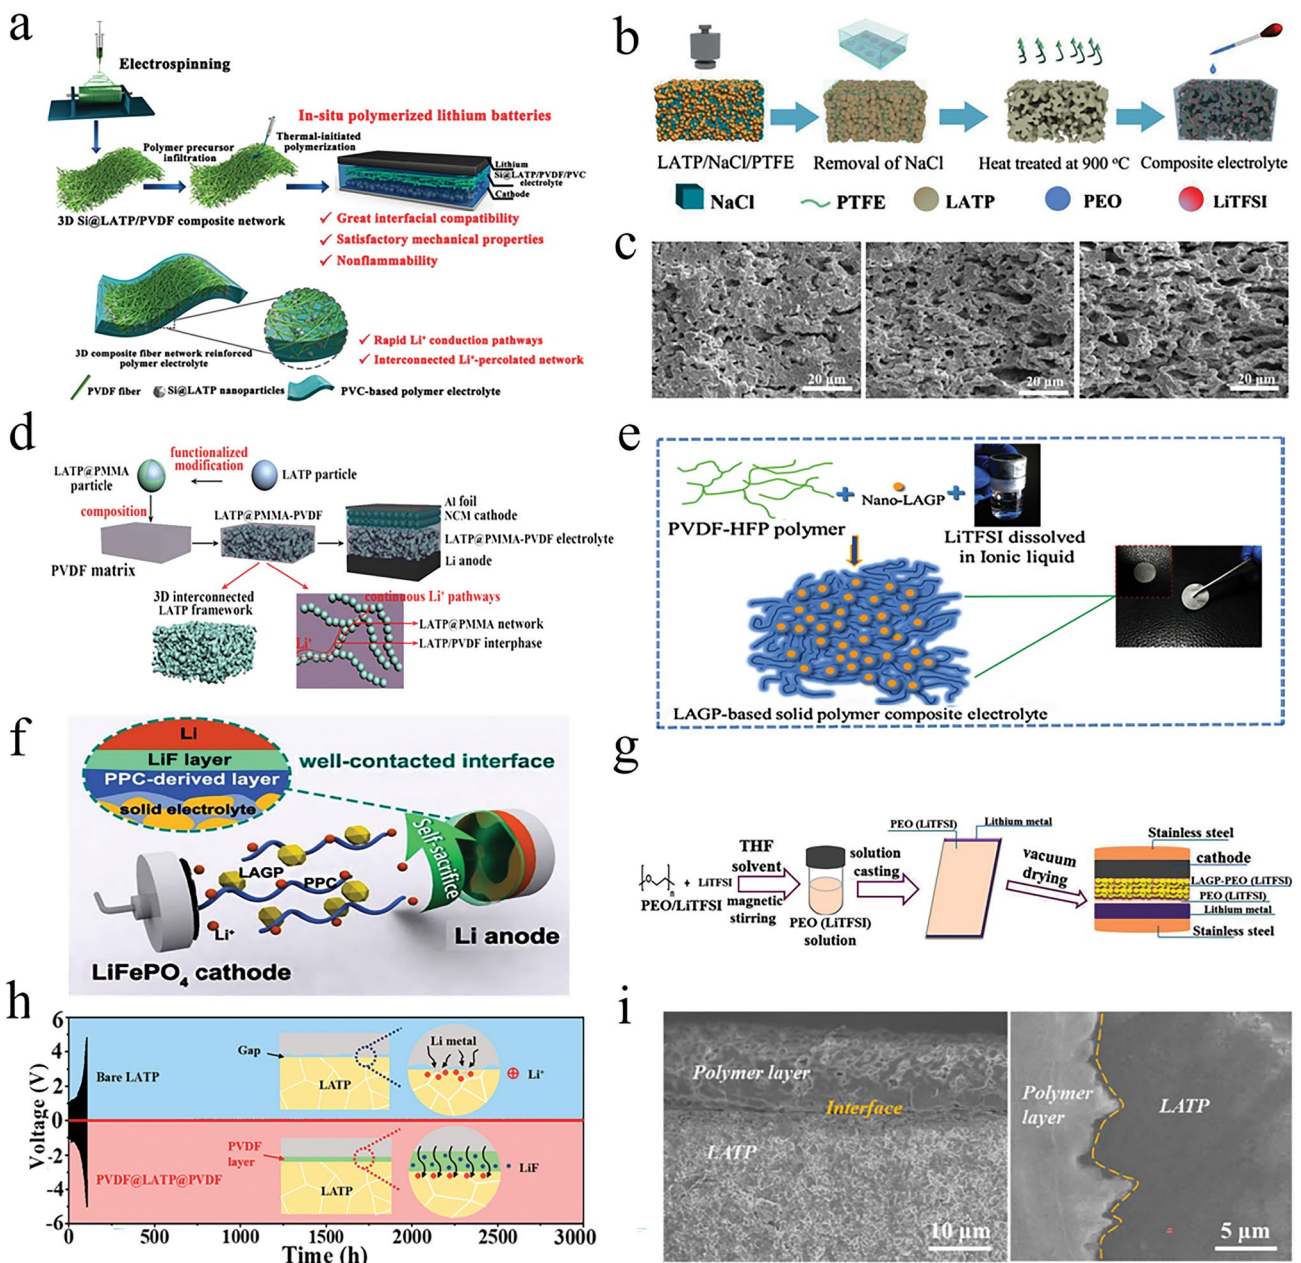 a
Electrospinning
In-situ polymerized lithium batteries
Polymer precursor
infiltration
Thermal-initiated
polymerization
Lithium
Si@LATP/PVDF/PVC
electrolyte
Cathode
3D Si@LATP/PVDF composite network
✓ Great interfacial compatibility
✓ Satisfactory mechanical properties
✓ Nonflammability
✓ Rapid Li⁺ conduction pathways
✓ Interconnected Li⁺-percolated network
3D composite fiber network reinforced
polymer electrolyte
PVDF fiber
Si@LATP nanoparticles
PVC-based polymer electrolyte
b
LATP/NaCl/PTFE
Removal of NaCl
Heat treated at 900 ºC
Composite electrolyte
NaCl
PTFE
LATP
PEO
LiTFSI
c
20 μm
20 μm
20 μm
d
LATP@PMMA
particle
functionalized
modification
LATP particle
composition
LATP@PMMA-PVDF
PVDF matrix
Al foil
NCM cathode
LATP@PMMA-PVDF electrolyte
Li anode
3D interconnected
LATP framework
continuous Li⁺ pathways
LATP@PMMA network
LATP/PVDF interphase
Li⁺
e
PVDF-HFP polymer
Nano-LAGP
LiTFSI dissolved
in Ionic liquid
LAGP-based solid polymer composite electrolyte
f
Li
LiF layer
PPC-derived layer
solid electrolyte
well-contacted interface
Self-sacrifice
LAGP
PPC
Li⁺
Li anode
LiFePO₄ cathode
g
O
n
+ LiTFSI
PEO/LiTFSI
THF
solvent
magnetic
stirring
PEO (LiTFSI)
solution
solution
casting
PEO (LiTFSI)
Lithium metal
vacuum
drying
Stainless steel
cathode
LAGP-PEO (LiTFSI)
PEO (LiTFSI)
Lithium metal
Stainless steel
h
Voltage (V)
6
4
2
0
-2
-4
-6
Bare LATP
Gap
LATP
Li metal
Li⁺
PVDF
layer
PVDF@LATP@PVDF
LATP
LiF
0
500
1000
1500
2000
2500
3000
Time (h)
i
Polymer layer
Interface
LATP
10 μm
Polymer
layer
LATP
5 μm